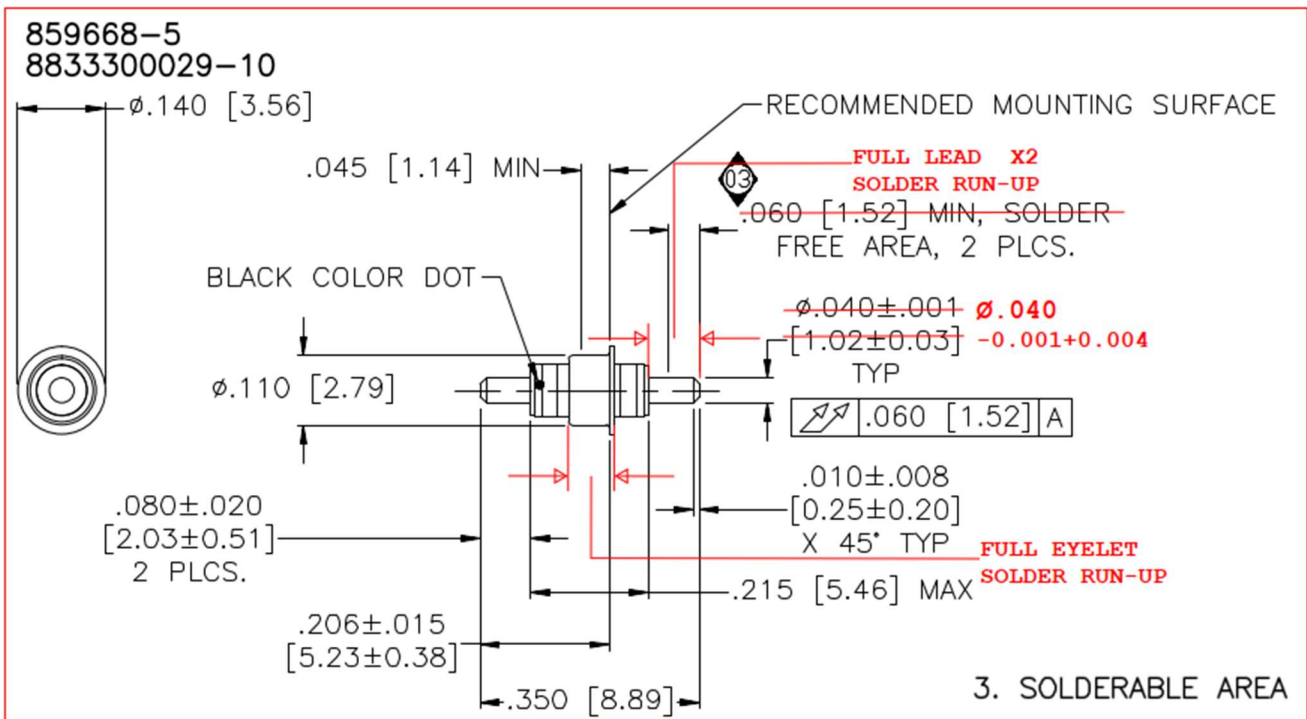 859668-5
8833300029-10
Ø.140 [3.56]
RECOMMENDED MOUNTING SURFACE
.045 [1.14] MIN
03
FULL LEAD X2
SOLDER RUN-UP
.060 [1.52] MIN, SOLDER
FREE AREA, 2 PLCS.
BLACK COLOR DOT
Ø.040±.001 Ø.040
[1.02±0.03] -0.001+0.004
TYP
Ø.110 [2.79]
.060 [1.52] A
.010±.008
[0.25±0.20]
X 45° TYP
.080±.020
[2.03±0.51]
2 PLCS.
FULL EYELET
SOLDER RUN-UP
.215 [5.46] MAX
.206±.015
[5.23±0.38]
.350 [8.89]
3. SOLDERABLE AREA